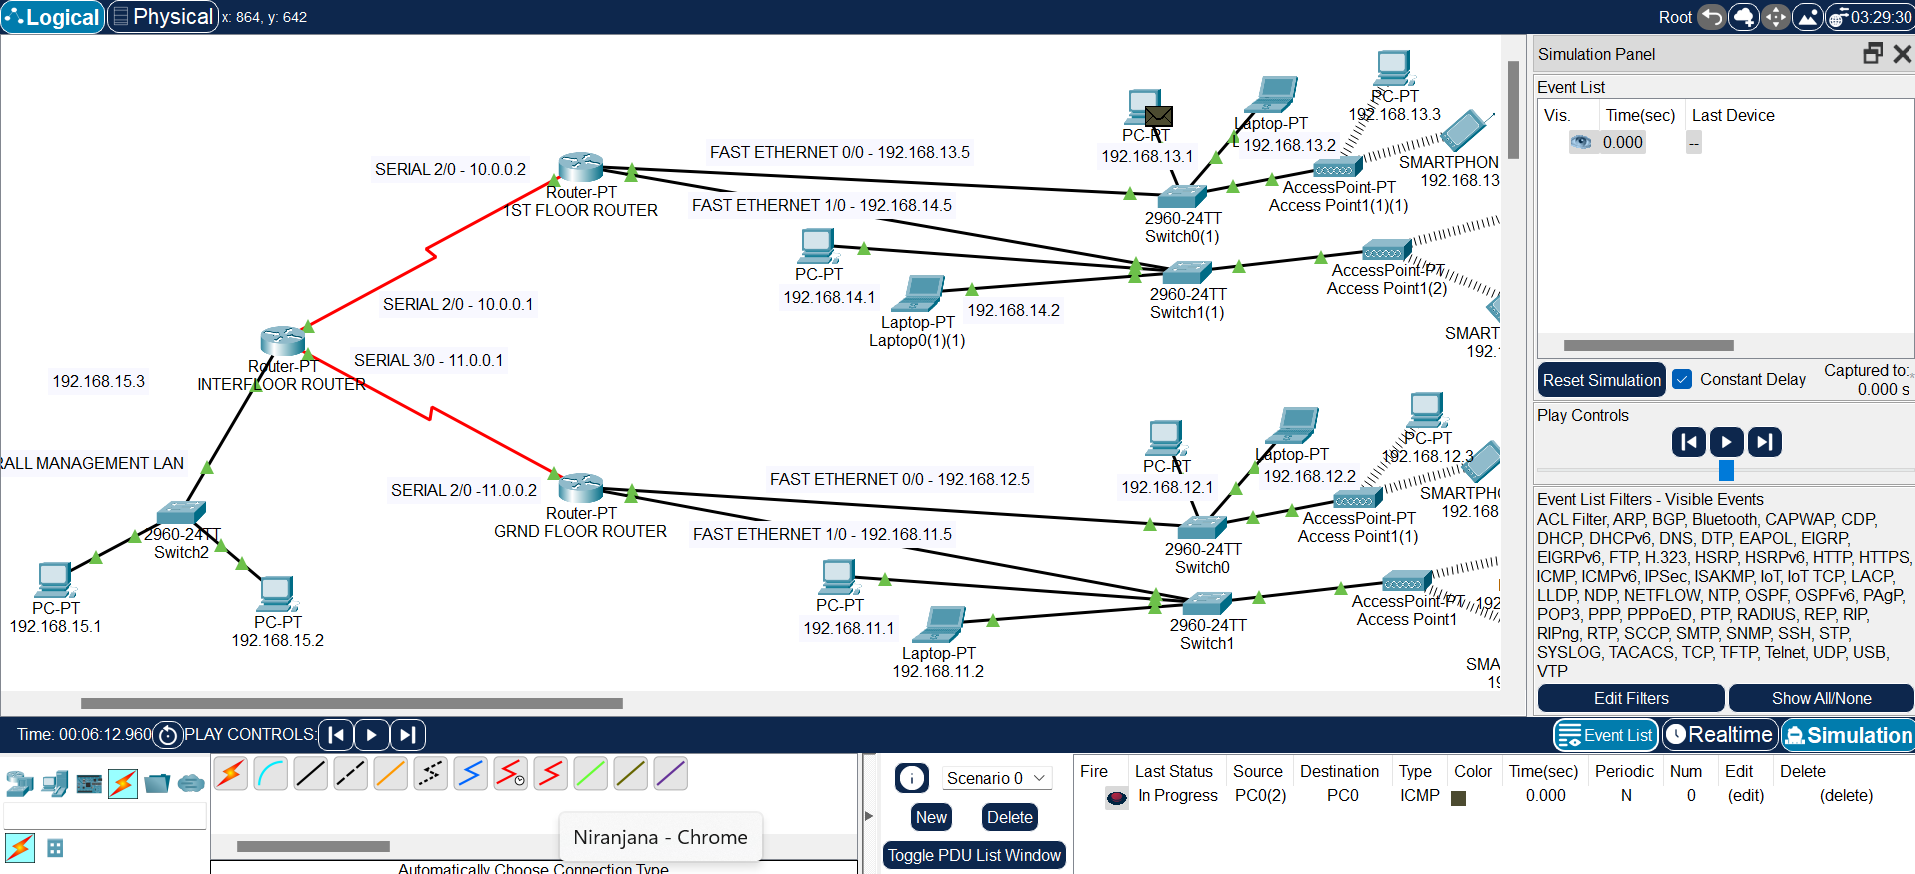 Logical
Physical
x: 864, y: 642
Root
03:29:30
SERIAL 2/0 - 10.0.0.2
Router-PT
1ST FLOOR ROUTER
FAST ETHERNET 0/0 - 192.168.13.5
FAST ETHERNET 1/0 - 192.168.14.5
PC-PT
192.168.13.1
Laptop-PT
192.168.13.2
PC-PT
192.168.13.3
SMARTPHON
192.168.13
AccessPoint-PT
Access Point1(1)(1)
2960-24TT
Switch0(1)
PC-PT
192.168.14.1
Laptop-PT
Laptop0(1)(1)
192.168.14.2
2960-24TT
Switch1(1)
AccessPoint-PT
Access Point1(2)
SMART
192.
SERIAL 2/0 - 10.0.0.1
Router-PT
INTERFLOOR ROUTER
SERIAL 3/0 - 11.0.0.1
192.168.15.3
RALL MANAGEMENT LAN
2960-24TT
Switch2
PC-PT
192.168.15.1
PC-PT
192.168.15.2
SERIAL 2/0 -11.0.0.2
Router-PT
GRND FLOOR ROUTER
FAST ETHERNET 0/0 - 192.168.12.5
FAST ETHERNET 1/0 - 192.168.11.5
PC-PT
192.168.12.1
Laptop-PT
192.168.12.2
PC-PT
192.168.12.3
SMARTPHO
192.168
AccessPoint-PT
Access Point1(1)
2960-24TT
Switch0
PC-PT
192.168.11.1
Laptop-PT
192.168.11.2
2960-24TT
Switch1
AccessPoint-PT
Access Point1
192
SMA
Simulation Panel
Event List
Vis. Time(sec) Last Device
0.000 --
Reset Simulation
Constant Delay
Captured to:
0.000 s
Play Controls
Event List Filters - Visible Events
ACL Filter, ARP, BGP, Bluetooth, CAPWAP, CDP,
DHCP, DHCPv6, DNS, DTP, EAPOL, EIGRP,
EIGRPv6, FTP, H.323, HSRP, HSRPv6, HTTP, HTTPS,
ICMP, ICMPv6, IPSec, ISAKMP, IoT, IoT TCP, LACP,
LLDP, NDP, NETFLOW, NTP, OSPF, OSPFv6, PAgP,
POP3, PPP, PPPoED, PTP, RADIUS, REP, RIP,
RIPng, RTP, SCCP, SMTP, SNMP, SSH, STP,
SYSLOG, TACACS, TCP, TFTP, Telnet, UDP, USB,
VTP
Edit Filters
Show All/None
Time: 00:06:12.960
PLAY CONTROLS:
Event List
Realtime
Simulation
Niranjana - Chrome
Automatically Choose Connection Type
Scenario 0
New
Delete
Toggle PDU List Window
Fire Last Status Source Destination Type Color Time(sec) Periodic Num Edit Delete
In Progress PC0(2) PC0 ICMP 0.000 N 0 (edit) (delete)